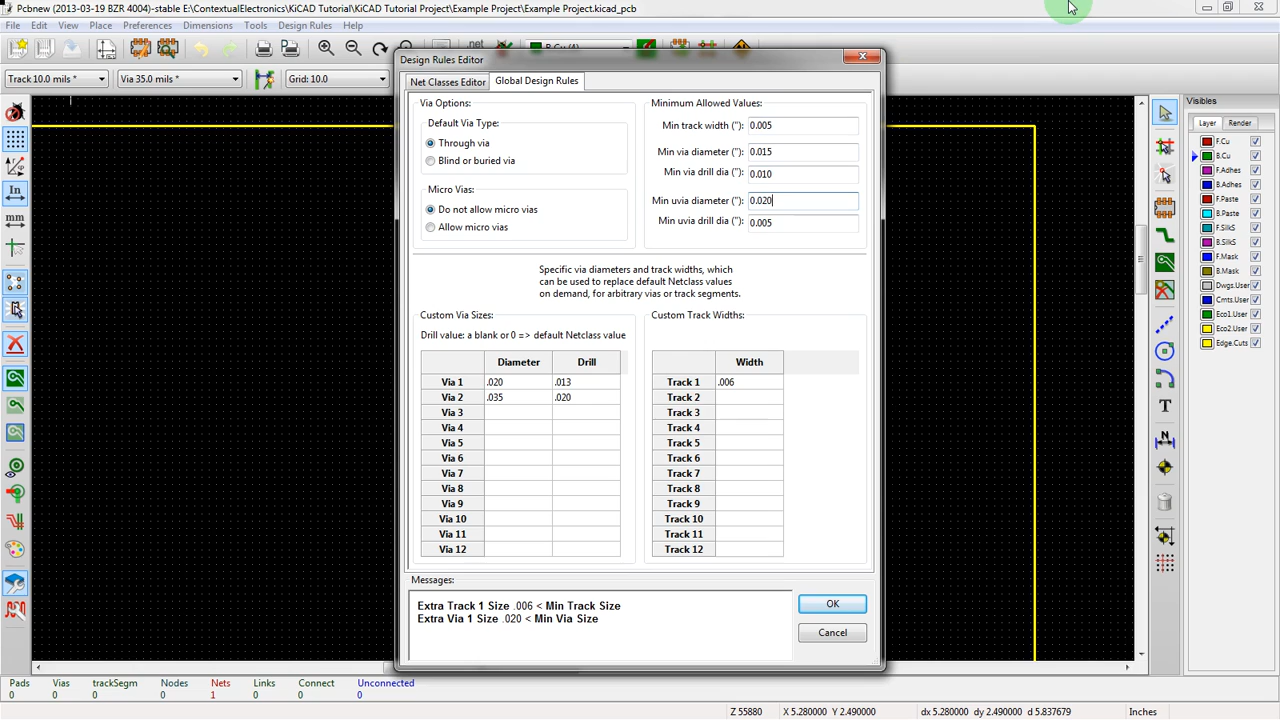 Pcbnew (2013-03-19 BZR 4004)-stable E:\ContextualElectronics\KiCAD Tutorial\KiCAD Tutorial Project\Example Project\Example Project.kicad_pcb
File Edit View Place Preferences Dimensions Tools Design Rules Help
B.Cu (4)
Track 10.0 mils * Via 35.0 mils * Grid: 10.0
Design Rules Editor
Net Classes Editor Global Design Rules
Via Options:
Default Via Type:
Through via
Blind or buried via
Micro Vias:
Do not allow micro vias
Allow micro vias
Minimum Allowed Values:
Min track width ("): 0.005
Min via diameter ("): 0.015
Min via drill dia ("): 0.010
Min uvia diameter ("): 0.020
Min uvia drill dia ("): 0.005
Specific via diameters and track widths, which
can be used to replace default Netclass values
on demand, for arbitrary vias or track segments.
Custom Via Sizes:
Drill value: a blank or 0 => default Netclass value
Diameter Drill
Via 1 .020 .013
Via 2 .035 .020
Via 3
Via 4
Via 5
Via 6
Via 7
Via 8
Via 9
Via 10
Via 11
Via 12
Custom Track Widths:
Width
Track 1 .006
Track 2
Track 3
Track 4
Track 5
Track 6
Track 7
Track 8
Track 9
Track 10
Track 11
Track 12
Messages:
Extra Track 1 Size .006 < Min Track Size
Extra Via 1 Size .020 < Min Via Size
OK
Cancel
In
mm
Visibles
Layer Render
F.Cu
B.Cu
F.Adhes
B.Adhes
F.Paste
B.Paste
F.SilkS
B.SilkS
F.Mask
B.Mask
Dwgs.User
Cmts.User
Eco1.User
Eco2.User
Edge.Cuts
T
N
Pads Vias trackSegm Nodes Nets Links Connect Unconnected
0 0 0 0 1 0 0 0
Z 55880 X 5.280000 Y 2.490000 dx 5.280000 dy 2.490000 d 5.837679 Inches